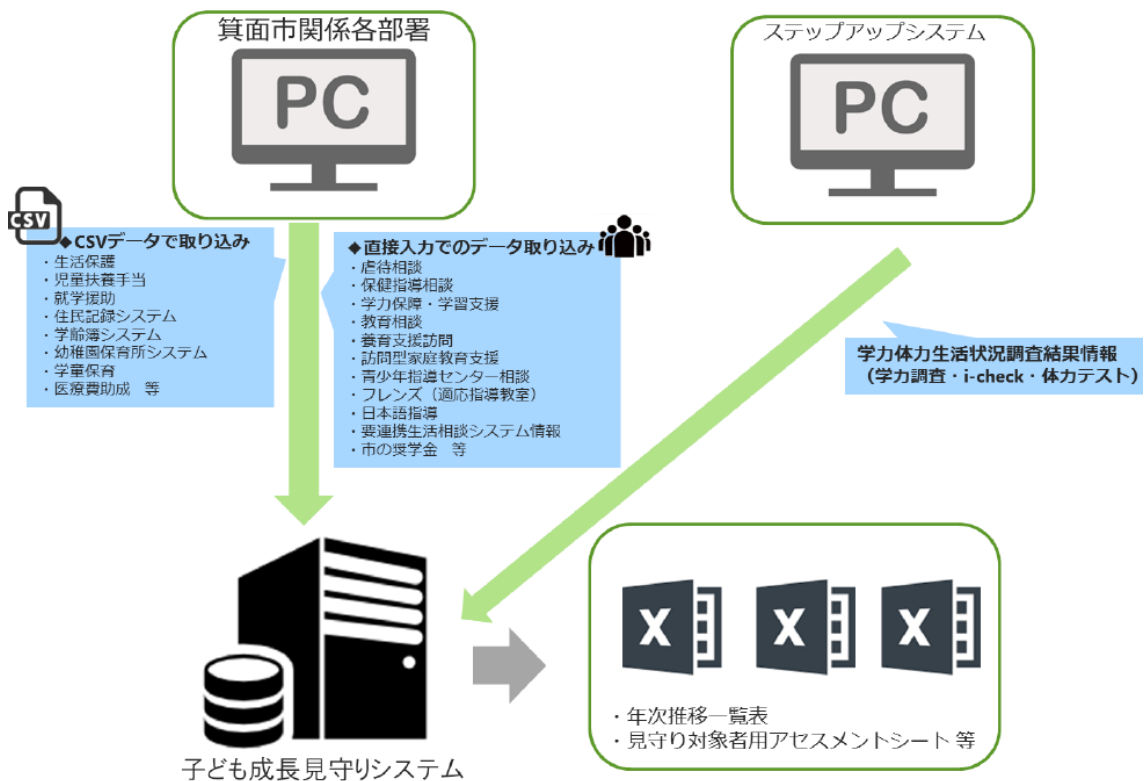 箕面市関係各部署
PC
ステップアップシステム
PC
CSV
◆CSVデータで取り込み
・生活保護
・児童扶養手当
・就学援助
・住民記録システム
・学齢簿システム
・幼稚園保育所システム
・学童保育
・医療費助成 等
◆直接入力でのデータ取り込み
・虐待相談
・保健指導相談
・学力保障・学習支援
・教育相談
・養育支援訪問
・訪問型家庭教育支援
・青少年指導センター相談
・フレンズ（適応指導教室）
・日本語指導
・要連携生活相談システム情報
・市の奨学金 等
学力体力生活状況調査結果情報
（学力調査・i-check・体力テスト）
X
X
X
・年次推移一覧表
・見守り対象者用アセスメントシート 等
子ども成長見守りシステム